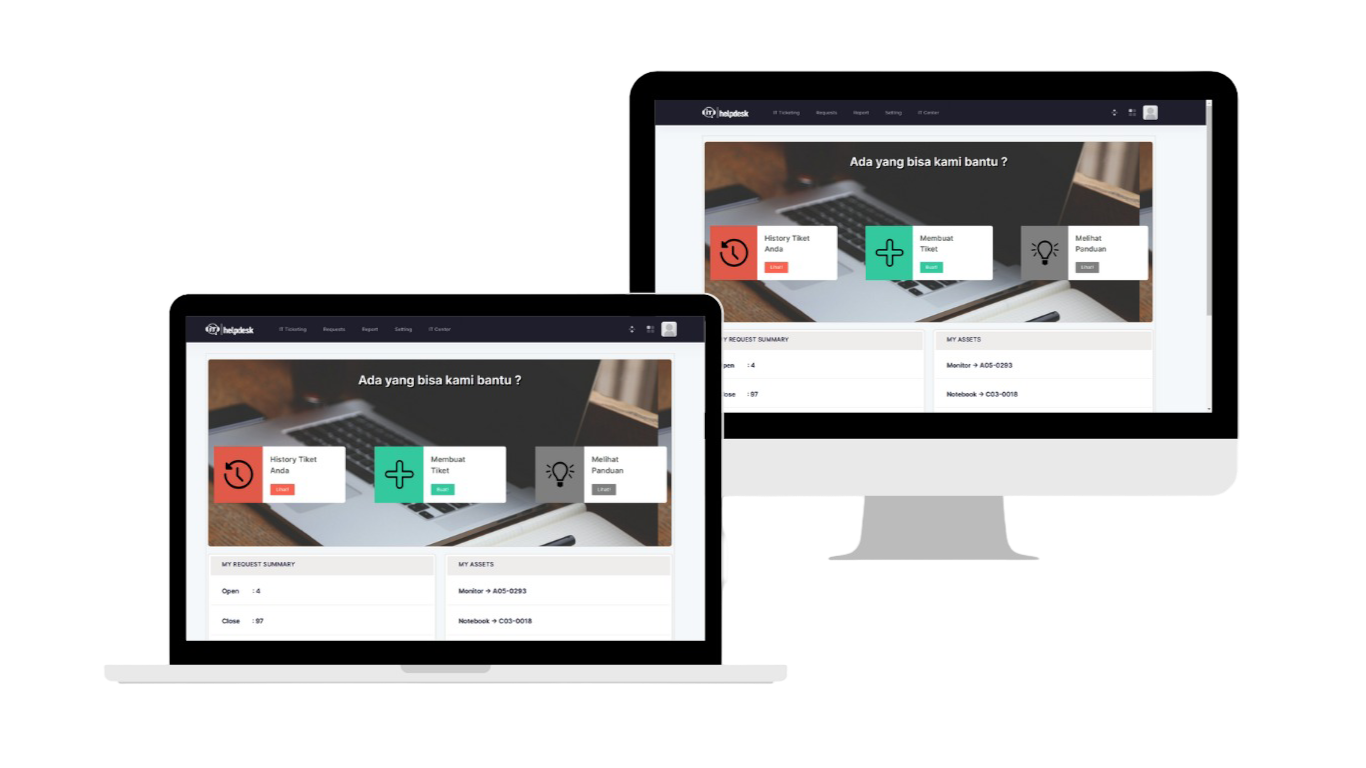 IT helpdesk IT Ticketing Requests Report Setting IT Center
Ada yang bisa kami bantu ?
History Tiket
Anda
Lihat
Membuat
Tiket
Buat
Melihat
Panduan
Lihat
MY REQUEST SUMMARY
Open : 4
Close : 97
MY ASSETS
Monitor → A05-0293
Notebook → C03-0018
IT helpdesk IT Ticketing Requests Report Setting IT Center
Ada yang bisa kami bantu ?
History Tiket
Anda
Lihat
Membuat
Tiket
Buat
Melihat
Panduan
Lihat
Y REQUEST SUMMARY
pen : 4
ose : 97
MY ASSETS
Monitor → A05-0293
Notebook → C03-0018